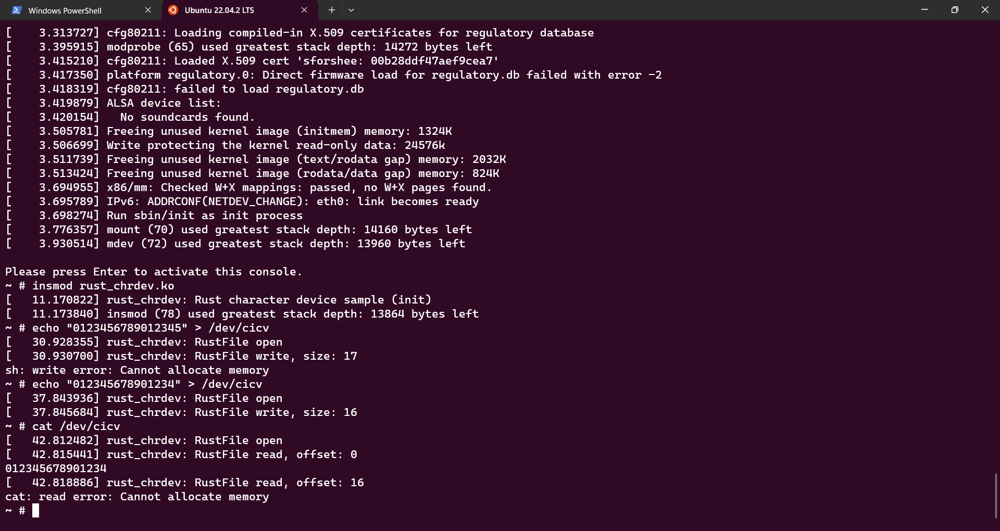 Windows PowerShell
Ubuntu 22.04.2 LTS
[    3.313727] cfg80211: Loading compiled-in X.509 certificates for regulatory database
[    3.395915] modprobe (65) used greatest stack depth: 14272 bytes left
[    3.415210] cfg80211: Loaded X.509 cert 'sforshee: 00b28ddf47aef9cea7'
[    3.417350] platform regulatory.0: Direct firmware load for regulatory.db failed with error -2
[    3.418319] cfg80211: failed to load regulatory.db
[    3.419879] ALSA device list:
[    3.420154]   No soundcards found.
[    3.505781] Freeing unused kernel image (initmem) memory: 1324K
[    3.506699] Write protecting the kernel read-only data: 24576k
[    3.511739] Freeing unused kernel image (text/rodata gap) memory: 2032K
[    3.513424] Freeing unused kernel image (rodata/data gap) memory: 824K
[    3.694955] x86/mm: Checked W+X mappings: passed, no W+X pages found.
[    3.695789] IPv6: ADDRCONF(NETDEV_CHANGE): eth0: link becomes ready
[    3.698274] Run sbin/init as init process
[    3.776357] mount (70) used greatest stack depth: 14160 bytes left
[    3.930514] mdev (72) used greatest stack depth: 13960 bytes left
Please press Enter to activate this console.
~ # insmod rust_chrdev.ko
[   11.170822] rust_chrdev: Rust character device sample (init)
[   11.173840] insmod (78) used greatest stack depth: 13864 bytes left
~ # echo "0123456789012345" > /dev/cicv
[   30.928355] rust_chrdev: RustFile open
[   30.930700] rust_chrdev: RustFile write, size: 17
sh: write error: Cannot allocate memory
~ # echo "012345678901234" > /dev/cicv
[   37.843936] rust_chrdev: RustFile open
[   37.845684] rust_chrdev: RustFile write, size: 16
~ # cat /dev/cicv
[   42.812482] rust_chrdev: RustFile open
[   42.815441] rust_chrdev: RustFile read, offset: 0
012345678901234
[   42.818886] rust_chrdev: RustFile read, offset: 16
cat: read error: Cannot allocate memory
~ #